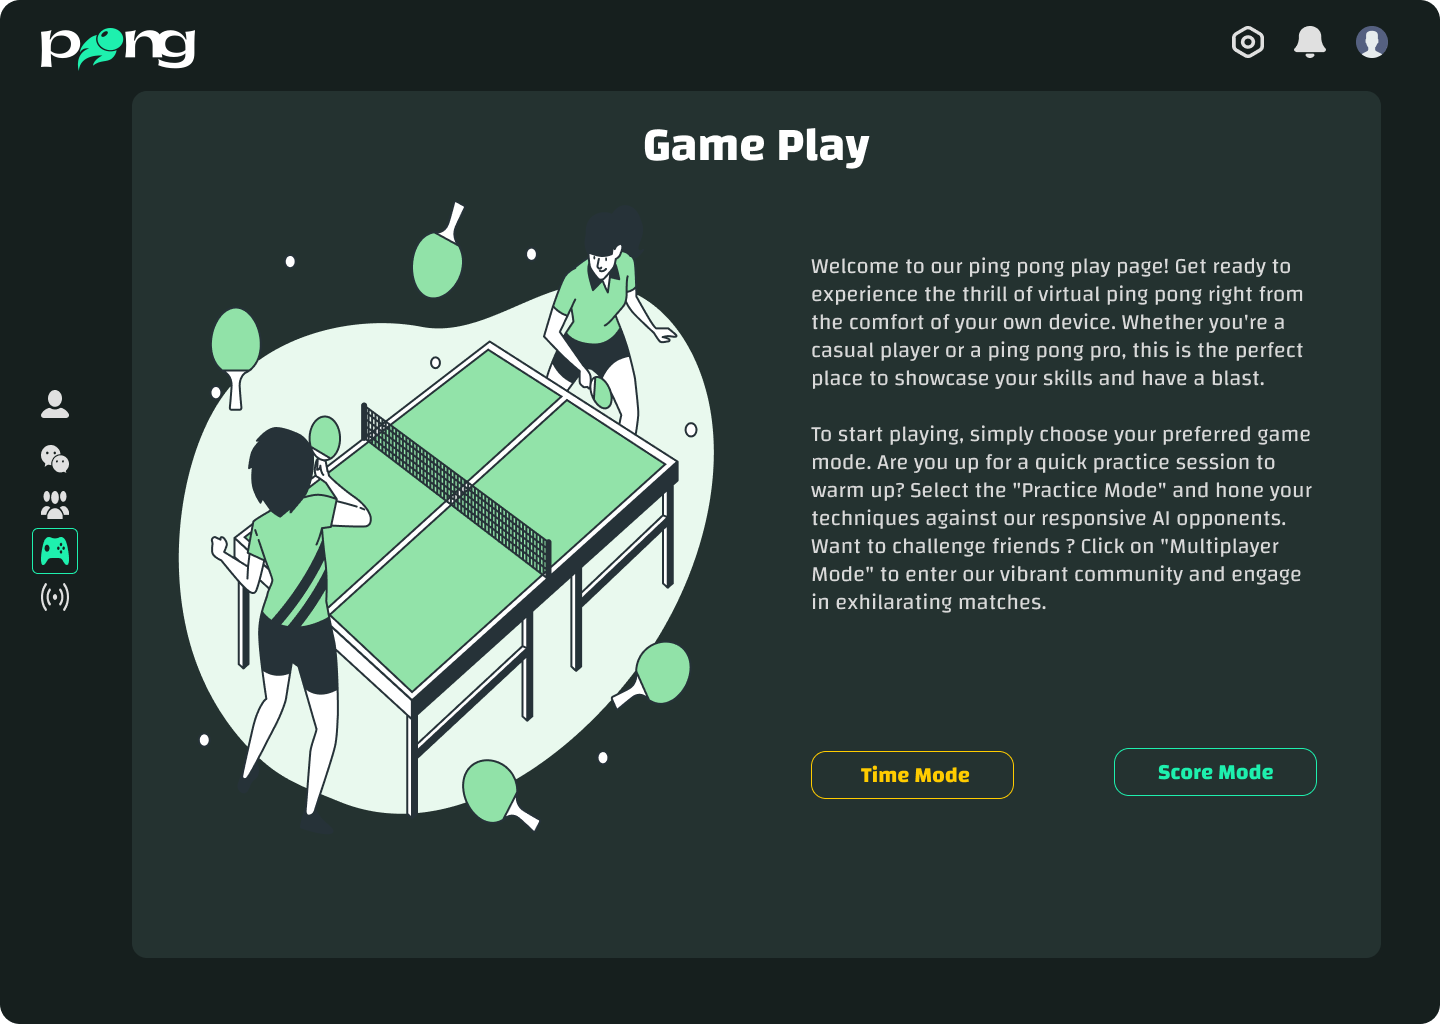 pong
Game Play
Welcome to our ping pong play page! Get ready to
experience the thrill of virtual ping pong right from
the comfort of your own device. Whether you're a
casual player or a ping pong pro, this is the perfect
place to showcase your skills and have a blast.
To start playing, simply choose your preferred game
mode. Are you up for a quick practice session to
warm up? Select the "Practice Mode" and hone your
techniques against our responsive AI opponents.
Want to challenge friends ? Click on "Multiplayer
Mode" to enter our vibrant community and engage
in exhilarating matches.
Time Mode
Score Mode